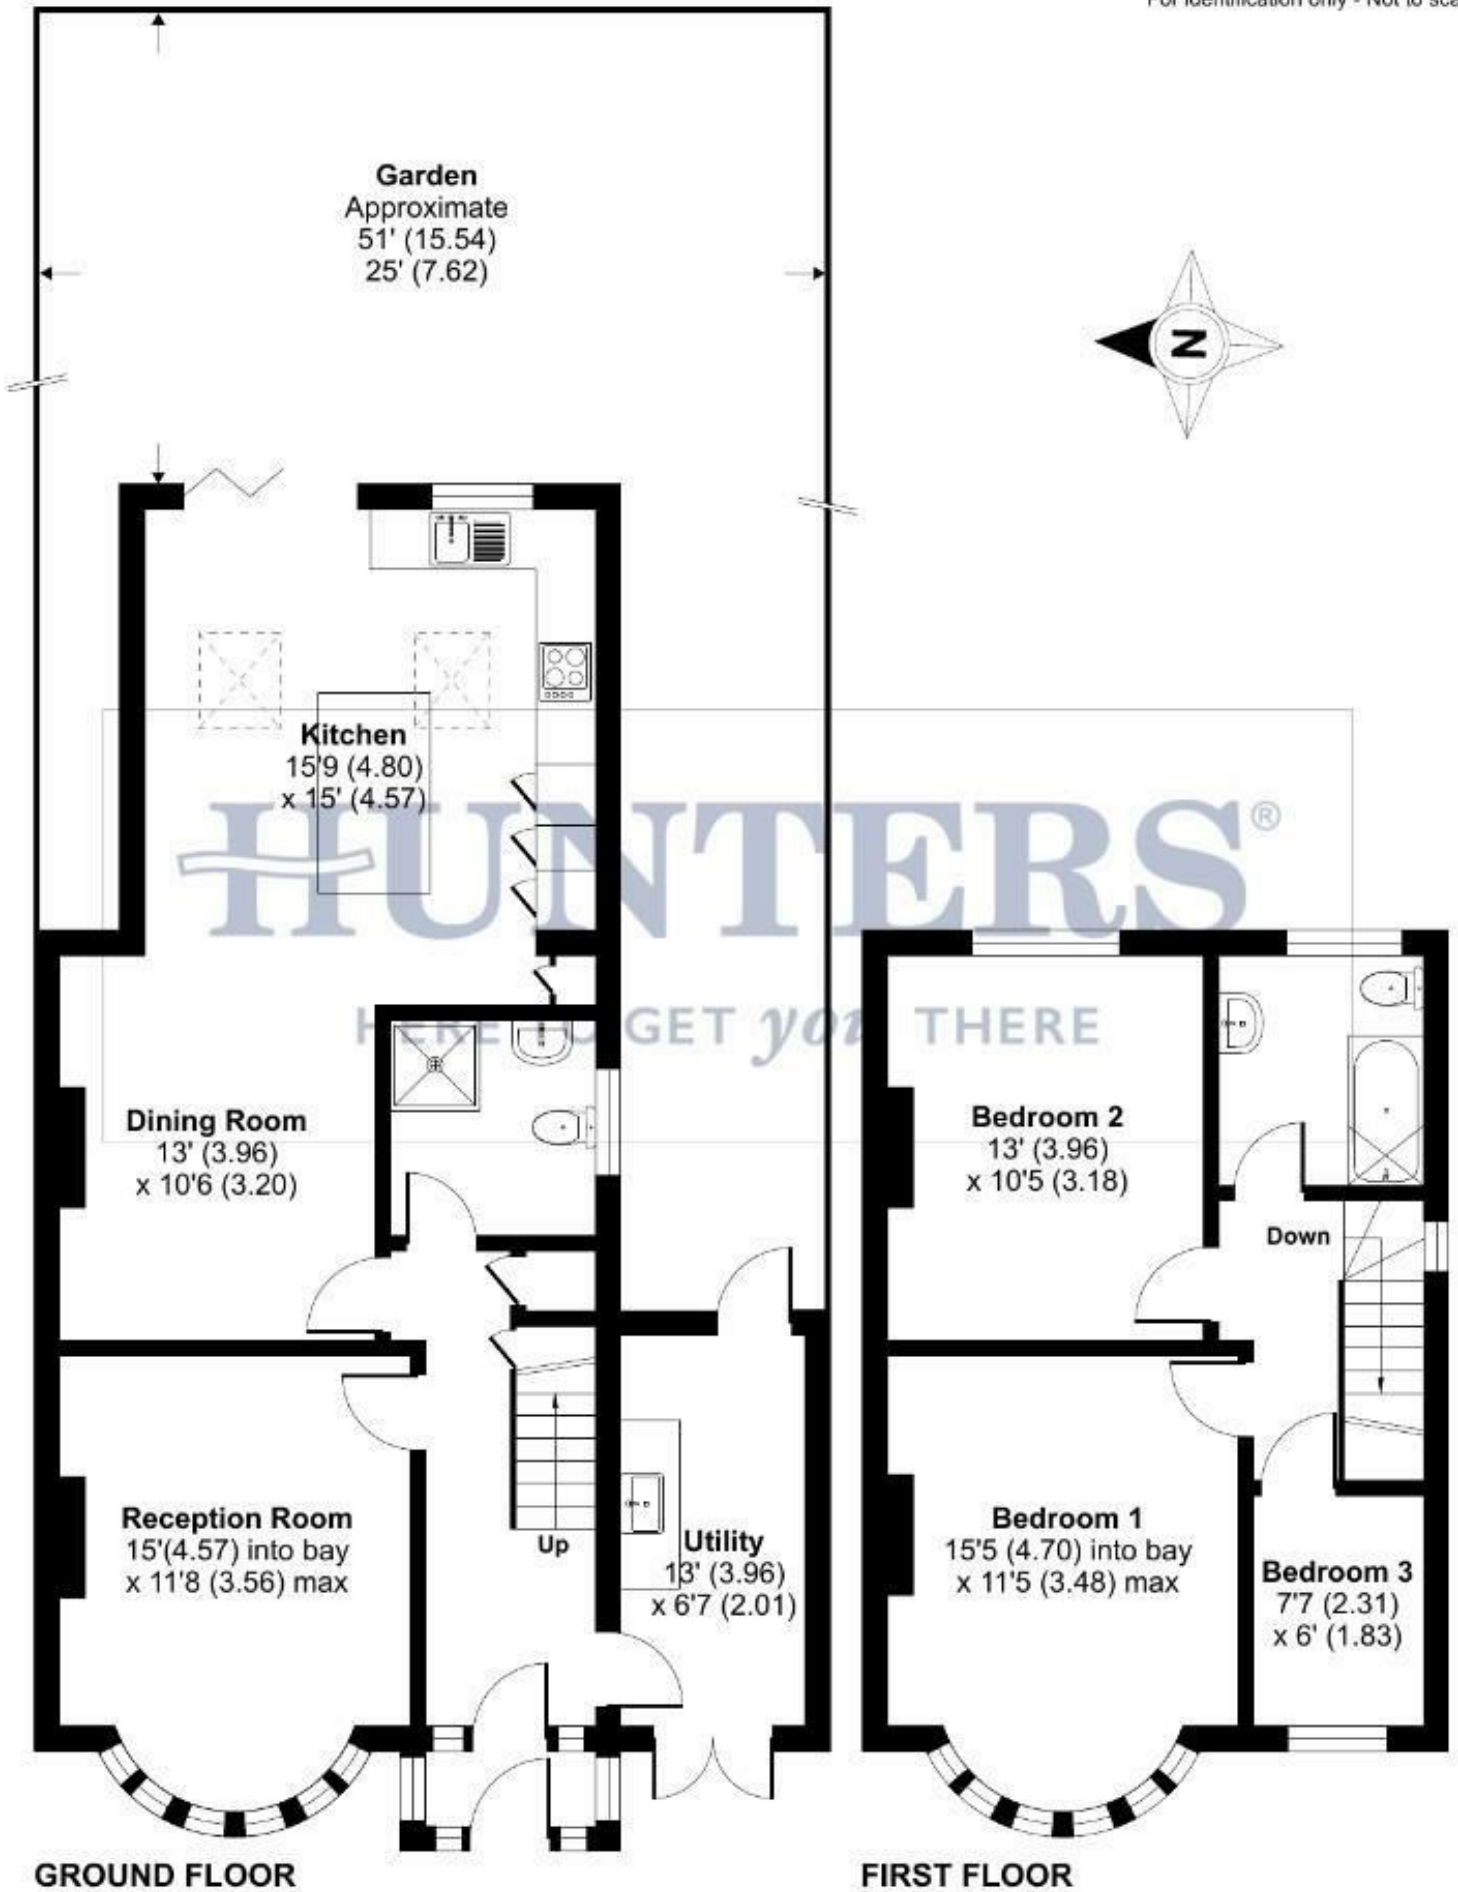 For identification only - Not to sca
Garden
Approximate
51' (15.54)
25' (7.62)
N
Kitchen
15'9 (4.80)
x 15' (4.57)
HUNTERS®
HERE TO GET you THERE
Dining Room
13' (3.96)
x 10'6 (3.20)
Bedroom 2
13' (3.96)
x 10'5 (3.18)
Down
Reception Room
15'(4.57) into bay
x 11'8 (3.56) max
Up
Utility
13' (3.96)
x 6'7 (2.01)
Bedroom 1
15'5 (4.70) into bay
x 11'5 (3.48) max
Bedroom 3
7'7 (2.31)
x 6' (1.83)
GROUND FLOOR
FIRST FLOOR